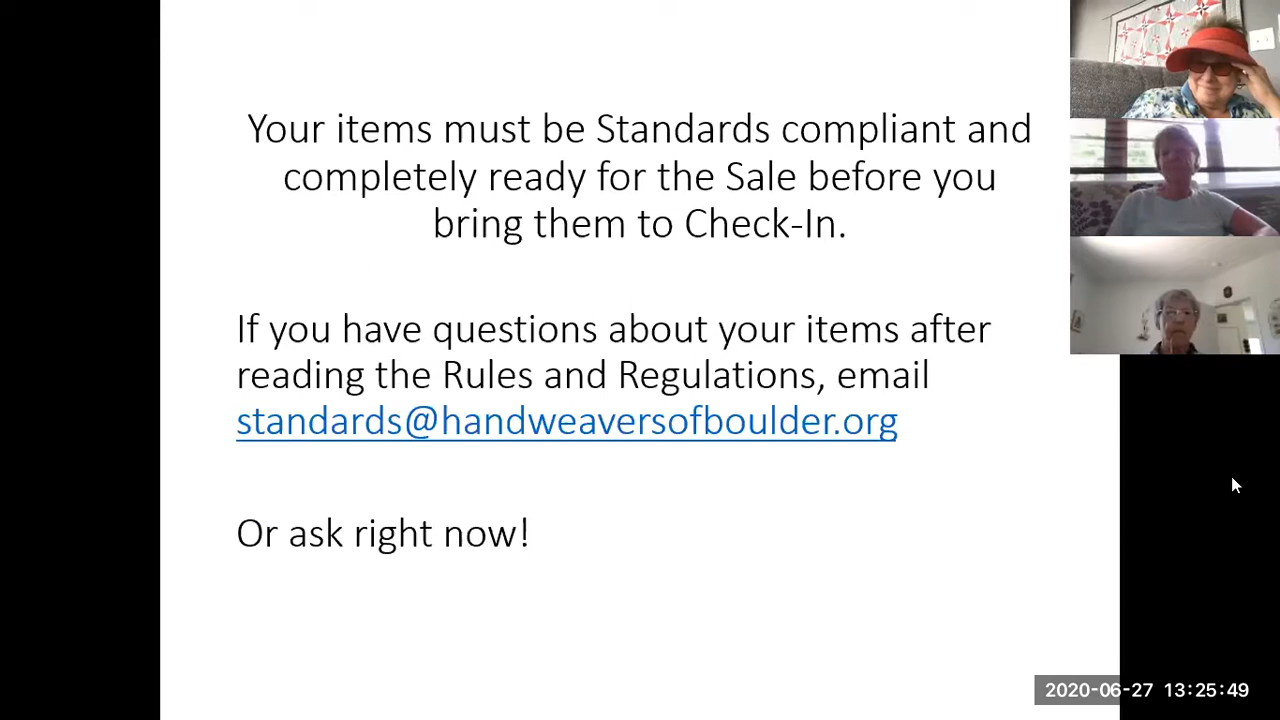 Your items must be Standards compliant and
completely ready for the Sale before you
bring them to Check-In.
If you have questions about your items after
reading the Rules and Regulations, email
standards@handweaversofboulder.org
Or ask right now!
2020-06-27 13:25:49